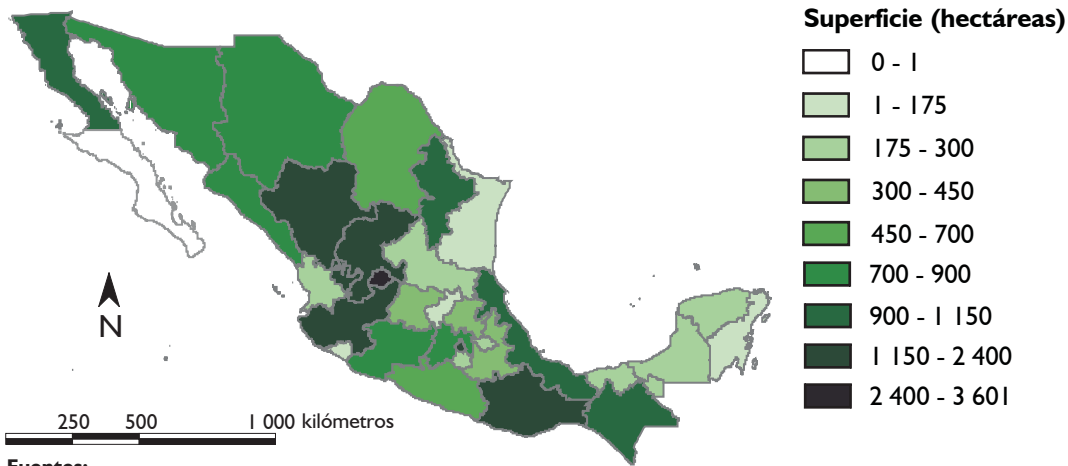 Superficie (hectáreas)
0 - 1
1 - 175
175 - 300
300 - 450
450 - 700
700 - 900
900 - 1 150
1 150 - 2 400
2 400 - 3 601
N
250 500 1 000 kilómetros
Fuentes: